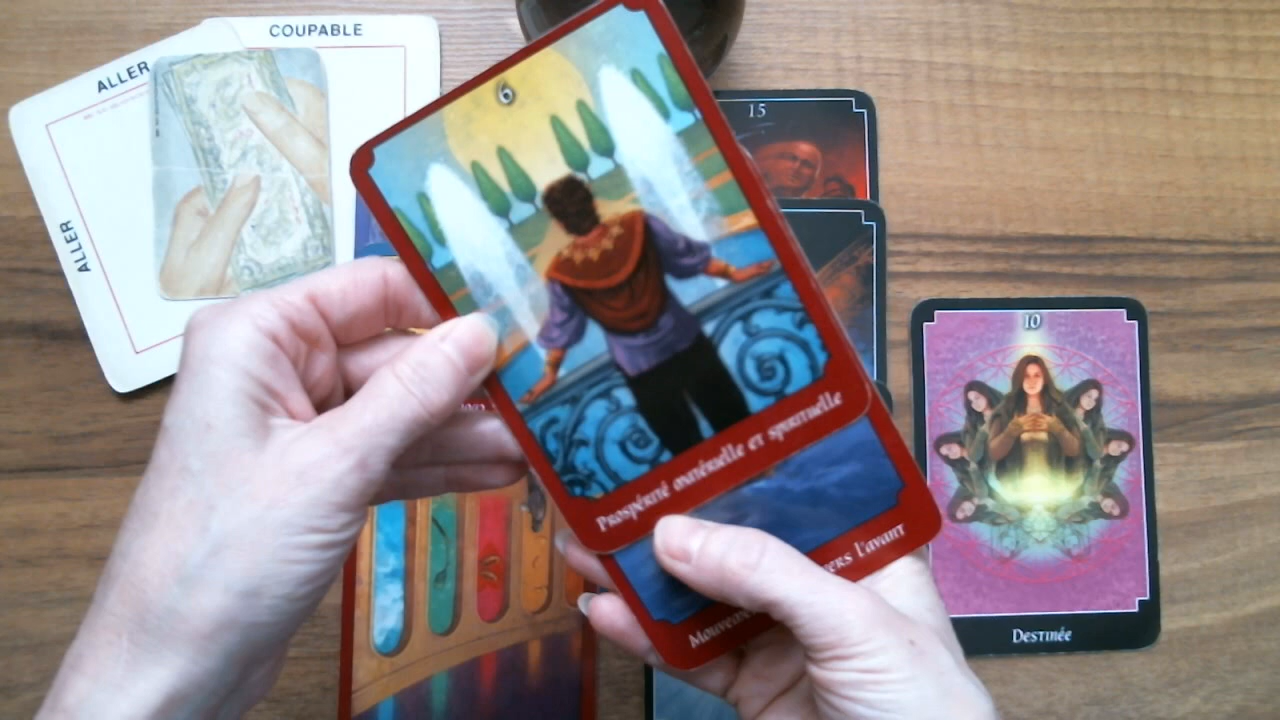 COUPABLE
ALLER
ALLER
6
15
10
Prospérité matérielle et spirituelle
vers l'avant
Destinée